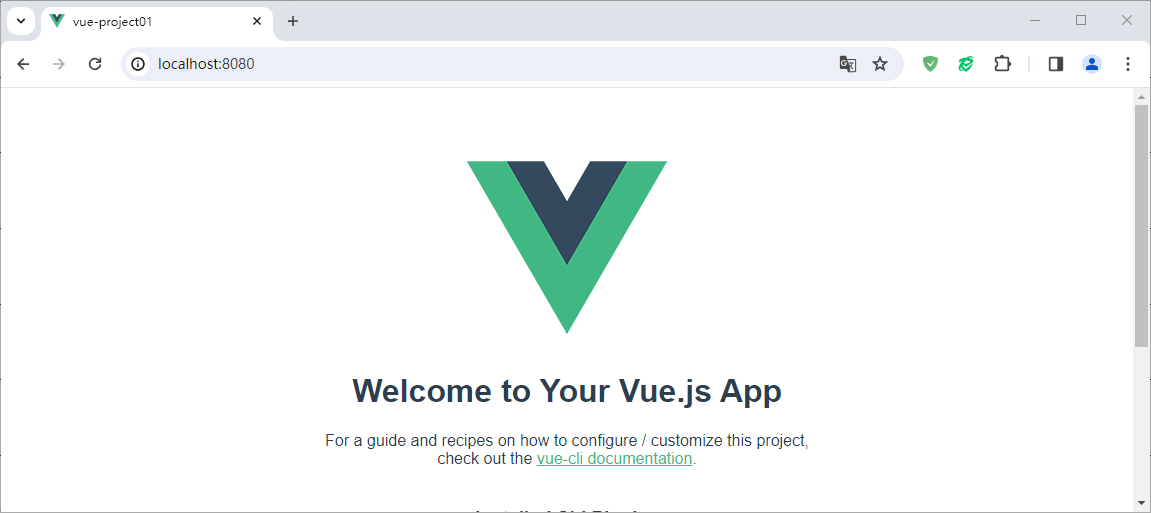 vue-project01
localhost:8080
Welcome to Your Vue.js App
For a guide and recipes on how to configure / customize this project,
check out the vue-cli documentation.